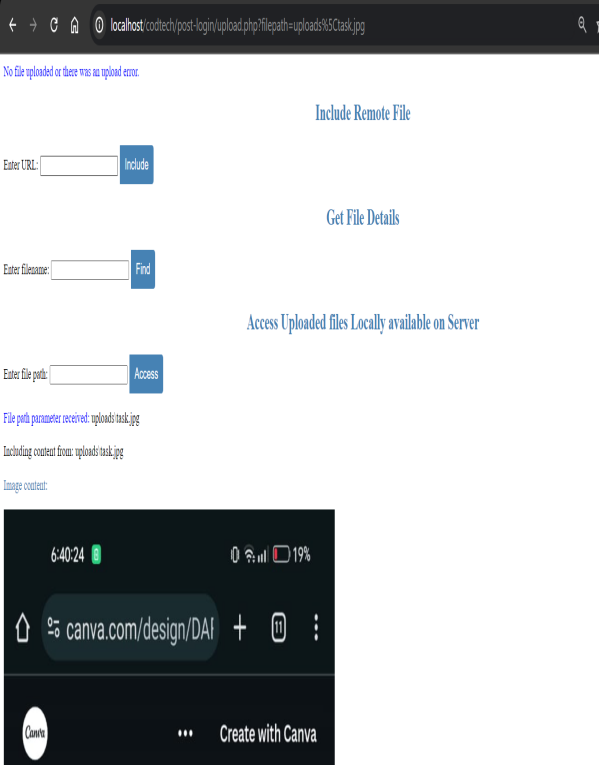 localhost/codtech/post-login/upload.php?filepath=uploads%5Ctask.jpg
No file uploaded or there was an upload error.
Include Remote File
Enter URL: Include
Get File Details
Enter filename: Find
Access Uploaded files Locally available on Server
Enter file path: Access
File path parameter received: uploads\task.jpg
Including content from: uploads\task.jpg
Image content:
6:40:24 19%
canva.com/design/DAF 11
Canva Create with Canva